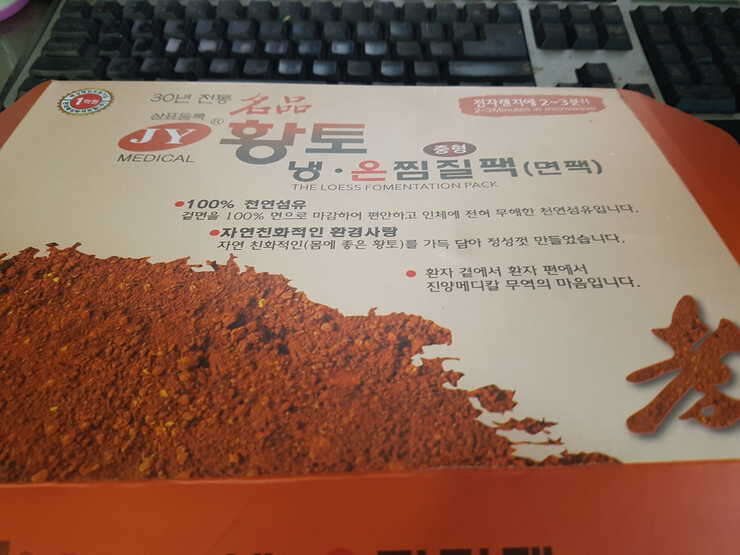 30년 전통 名品
전자렌지에 2~3분!!
2~3Minutes in microwave
상표등록 ®
JY
MEDICAL
황토
중형
냉·온찜질팩(면팩)
THE LOESS FOMENTATION PACK
●100% 천연섬유
겉면을 100% 면으로 마감하여 편안하고 인체에 전혀 무해한 천연섬유입니다.
●자연친화적인 환경사랑
자연 친화적인(몸에 좋은 황토)를 가득 담아 정성껏 만들었습니다.
● 환자 곁에서 환자 편에서
진양메디칼 무역의 마음입니다.
孝